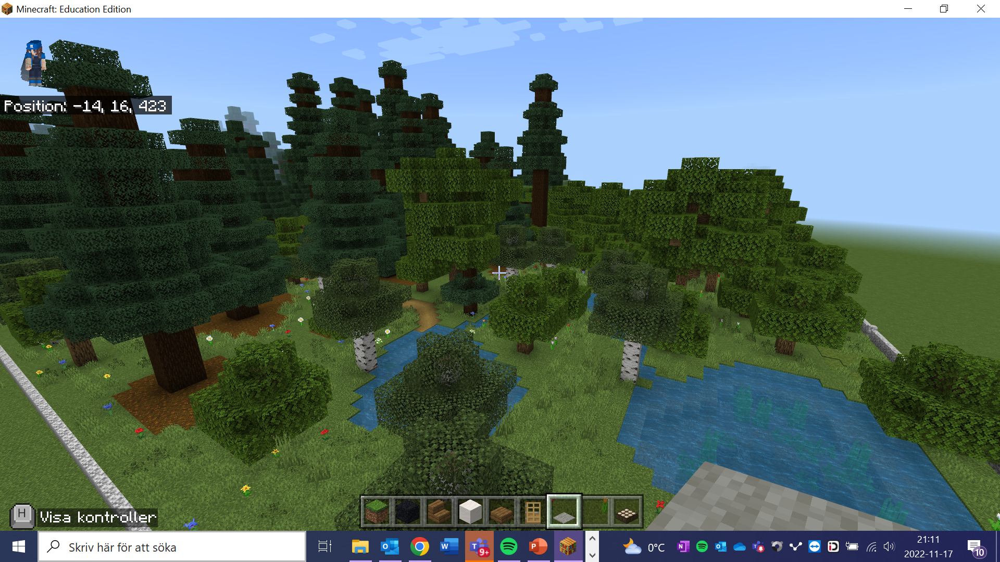 Minecraft: Education Edition
Position: -14, 16, 423
H
Visa kontroller
Skriv här för att söka
9+
0°C
21:11
2022-11-17
10